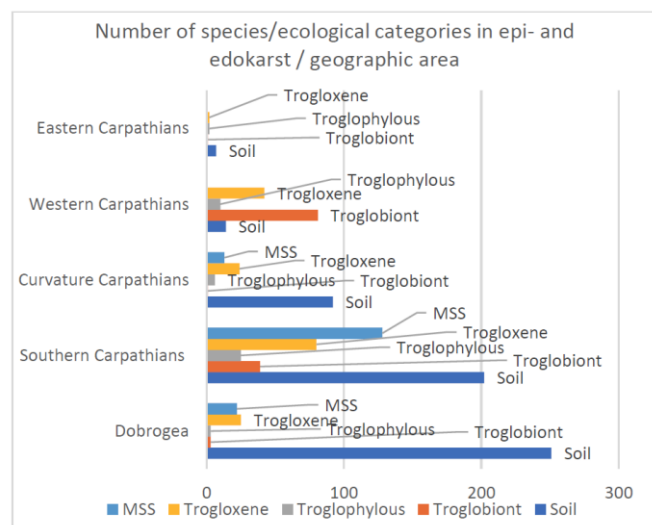 Number of species/ecological categories in epi- and
edokarst / geographic area
Eastern Carpathians
Trogloxene
Troglophylous
Troglobiont
Soil
Western Carpathians
Troglophylous
Trogloxene
Troglobiont
Soil
Curvature Carpathians
MSS
Trogloxene
Troglophylous
Troglobiont
Soil
Southern Carpathians
MSS
Trogloxene
Troglophylous
Troglobiont
Soil
Dobrogea
MSS
Trogloxene
Troglophylous
Troglobiont
Soil
0 100 200 300
MSS Trogloxene Troglophylous Troglobiont Soil